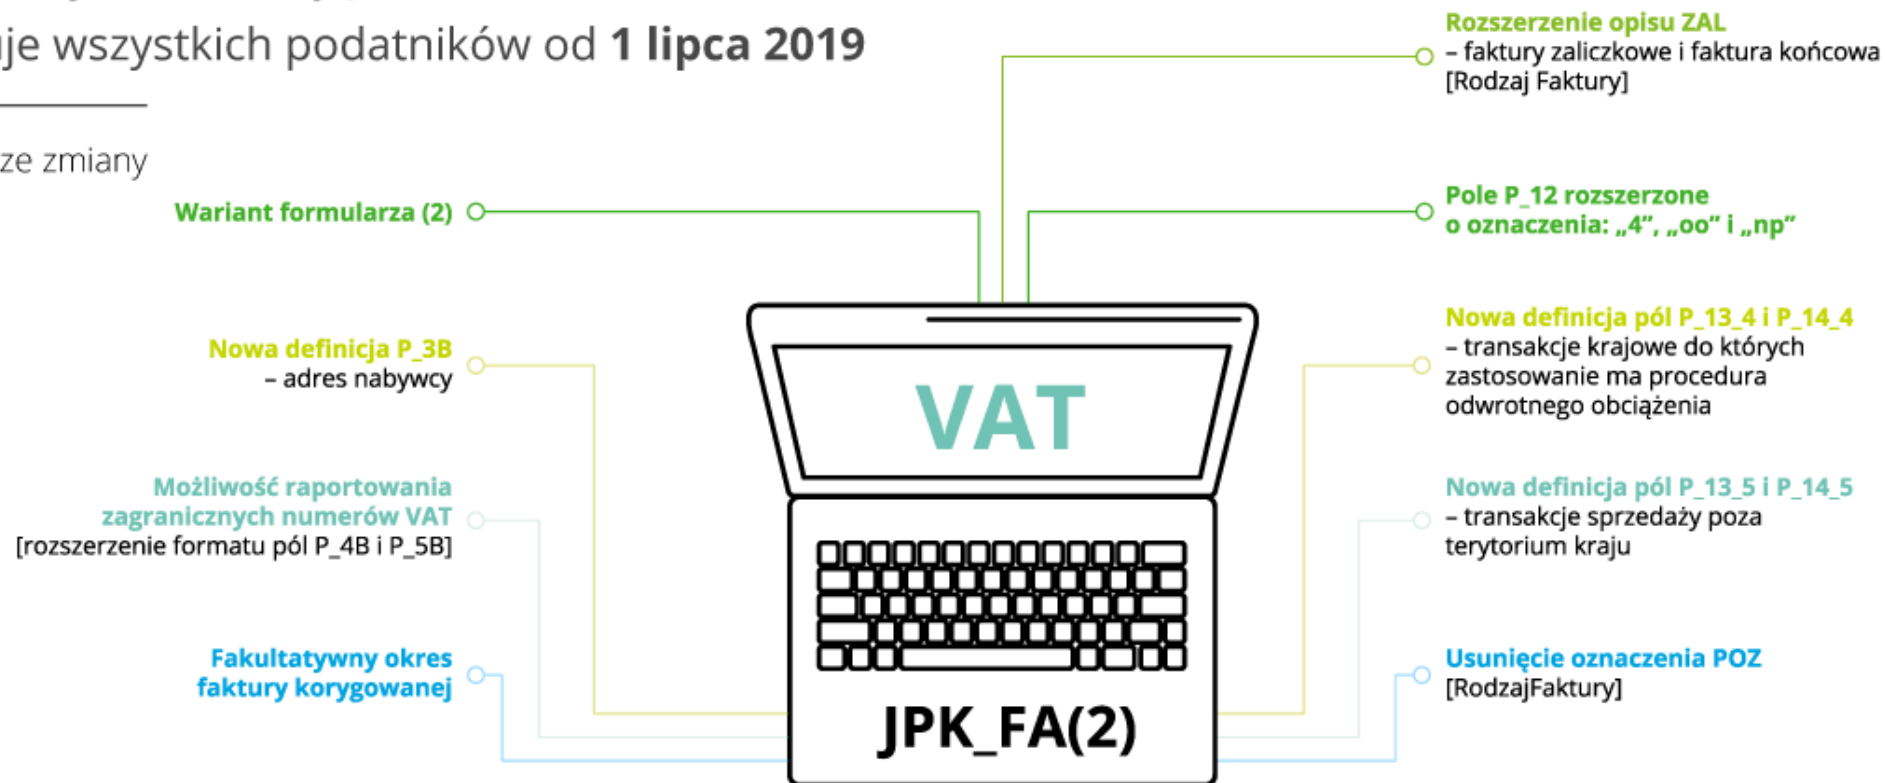 je wszystkich podatników od 1 lipca 2019
ze zmiany
Wariant formularza (2)
Nowa definicja P_3B
– adres nabywcy
Możliwość raportowania
zagranicznych numerów VAT
[rozszerzenie formatu pól P_4B i P_5B]
Fakultatywny okres
faktury korygowanej
VAT
JPK_FA(2)
Rozszerzenie opisu ZAL
– faktury zaliczkowe i faktura końcowa
[Rodzaj Faktury]
Pole P_12 rozszerzone
o oznaczenia: „4”, „oo” i „np”
Nowa definicja pól P_13_4 i P_14_4
– transakcje krajowe do których
zastosowanie ma procedura
odwrotnego obciążenia
Nowa definicja pól P_13_5 i P_14_5
– transakcje sprzedaży poza
terytorium kraju
Usunięcie oznaczenia POZ
[RodzajFaktury]